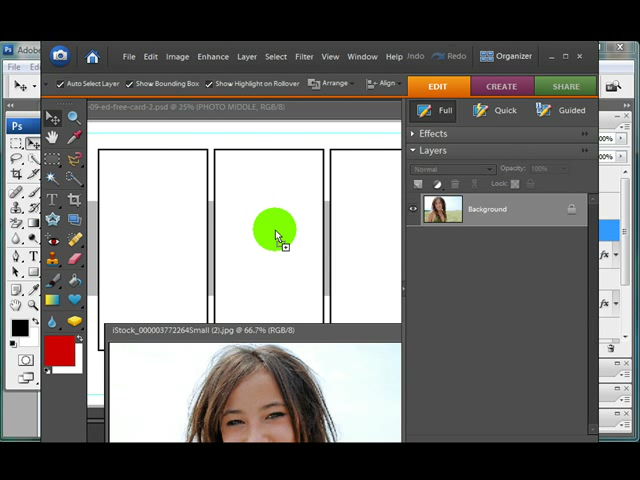 Adobe
File Edit Image Enhance Layer Select Filter View Window Help Undo Redo Organizer
File
Auto Select Layer Show Bounding Box Show Highlight on Rollover Arrange Align
EDIT CREATE SHARE
-09-ed-free-card-2.psd @ 25% (PHOTO MIDDLE, RGB/8)
Full Quick Guided
Ps
Effects
Layers
Normal Opacity: 100%
Lock:
Background
iStock_000003772264Small (2).jpg @ 66.7% (RGB/8)